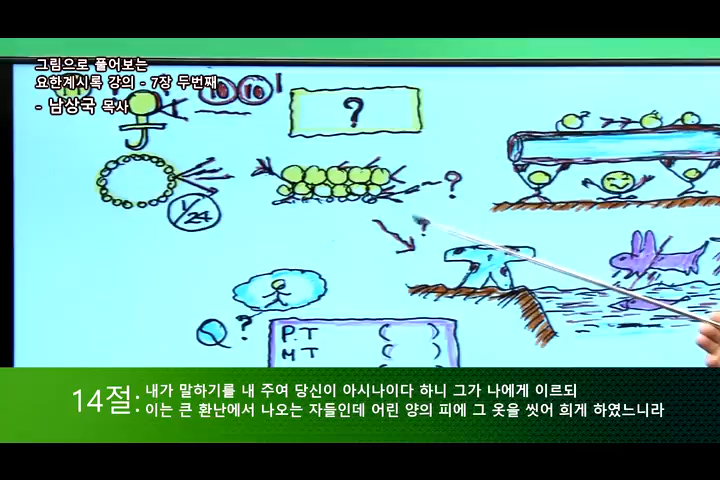 그림으로 풀어보는
요한계시록 강의 - 7장 두번째
- 남상국 목사
10 10 1
?
?
1/24
?
Q ?
P.T ( )
M T ( )
14절: 내가 말하기를 내 주여 당신이 아시나이다 하니 그가 나에게 이르되
이는 큰 환난에서 나오는 자들인데 어린 양의 피에 그 옷을 씻어 희게 하였느니라